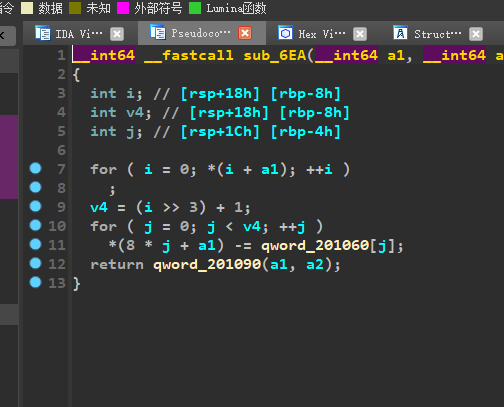 指令 数据 未知 外部符号 Lumina函数
IDA Vi… Pseudoco… Hex Vi… Struct…
1 __int64 __fastcall sub_6EA(__int64 a1, __int64 a
2 {
3 int i; // [rsp+18h] [rbp-8h]
4 int v4; // [rsp+18h] [rbp-8h]
5 int j; // [rsp+1Ch] [rbp-4h]
6
7 for ( i = 0; *(i + a1); ++i )
8 ;
9 v4 = (i >> 3) + 1;
10 for ( j = 0; j < v4; ++j )
11 *(8 * j + a1) -= qword_201060[j];
12 return qword_201090(a1, a2);
13 }